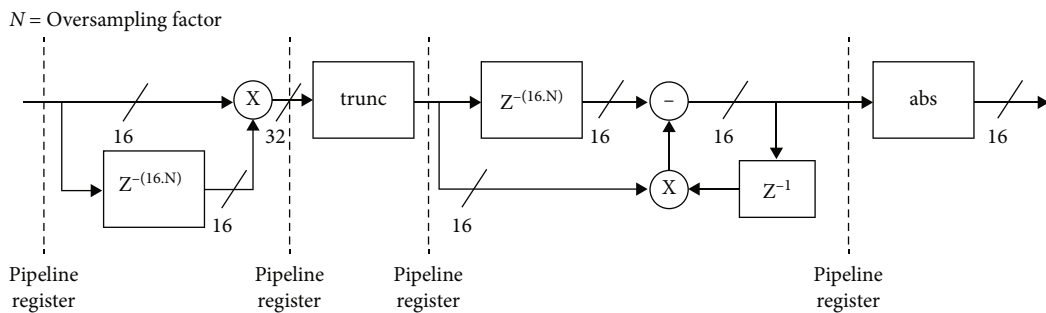 N = Oversampling factor
X
trunc
Z^-(16.N)
–
abs
16
32
16
16
16
Z^-(16.N)
16
16
X
Z^-1
Pipeline
register
Pipeline
register
Pipeline
register
Pipeline
register